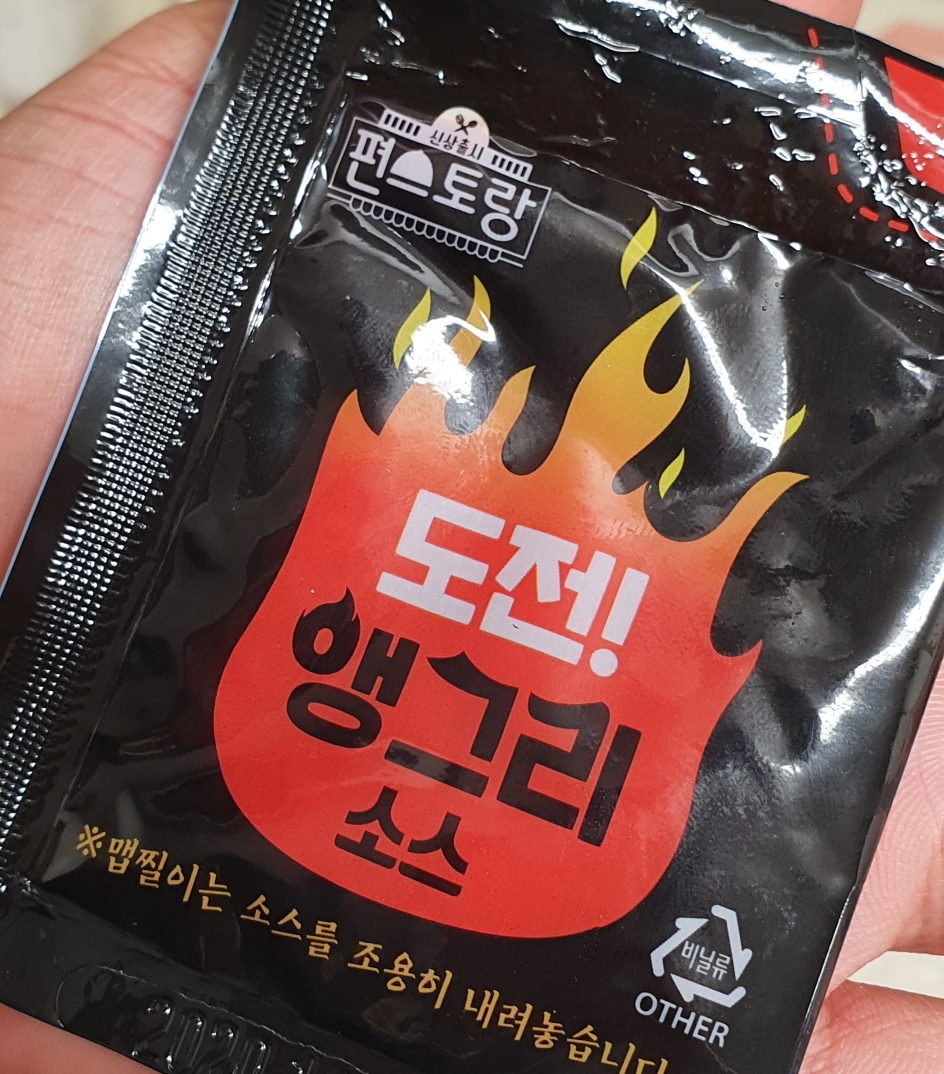 신상출시
편스토랑
도전!
앵그리
소스
※맵찔이는 소스를 조용히 내려놓습니다
비닐류
OTHER
2020